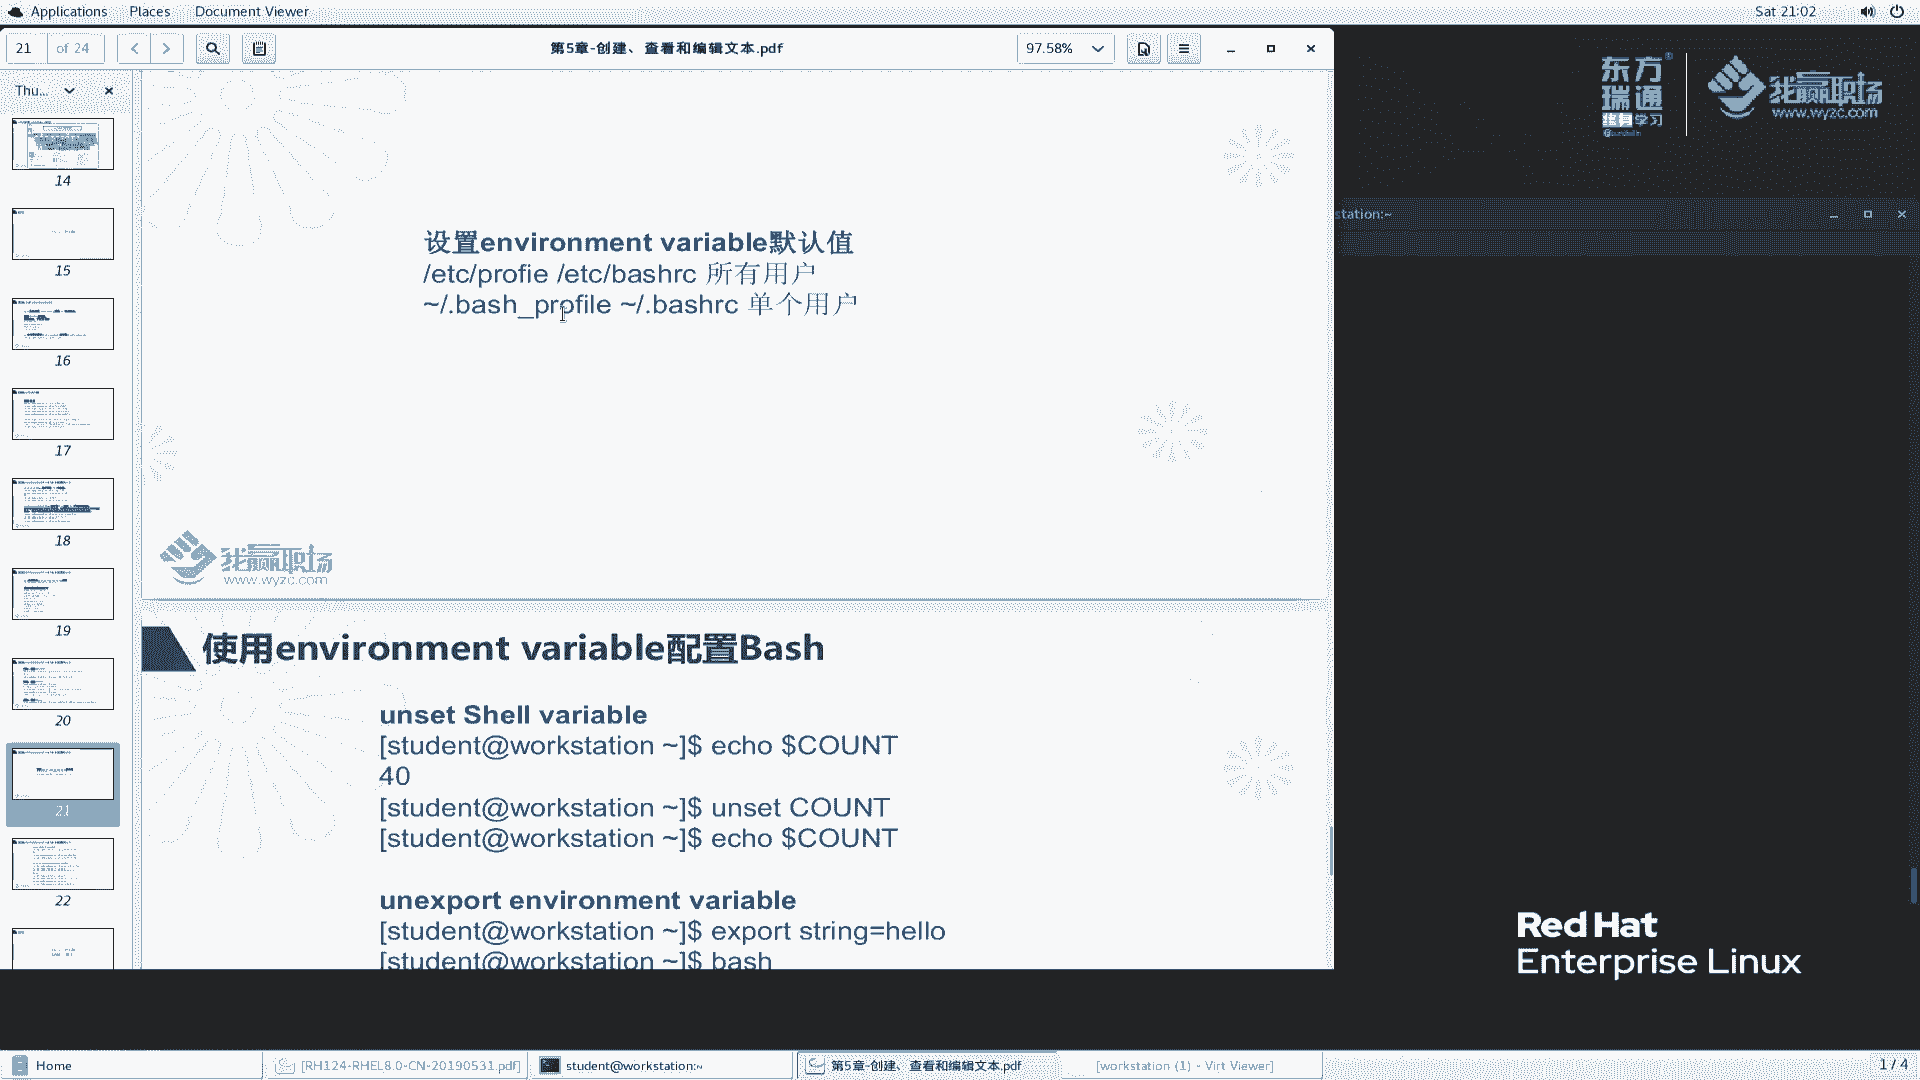 Applications Places Document Viewer Sat 21:02
21 of 24 第5章-创建、查看和编辑文本.pdf 97.58%
东方
瑞通
终身学习
我赢职场
www.wyzc.com
Thu...
14
15
16
17
18
19
20
21
22
station:~
设置environment variable默认值
/etc/profie /etc/bashrc 所有用户
~/.bash_profile ~/.bashrc 单个用户
我赢职场
www.wyzc.com
使用environment variable配置Bash
unset Shell variable
[student@workstation ~]$ echo $COUNT
40
[student@workstation ~]$ unset COUNT
[student@workstation ~]$ echo $COUNT
unexport environment variable
[student@workstation ~]$ export string=hello
[student@workstation ~]$ bash
Red Hat
Enterprise Linux
Home [RH124-RHEL8.0-CN-20190531.pdf] student@workstation:~ 第5章-创建、查看和编辑文本.pdf [workstation (1) - Virt Viewer] 1 / 4